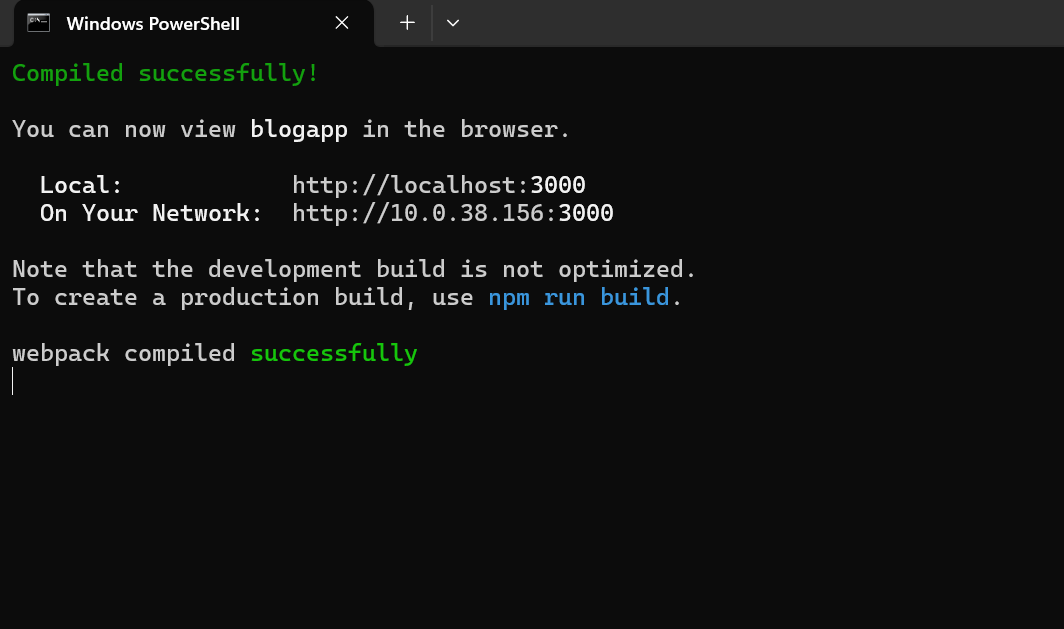 Windows PowerShell
Compiled successfully!
You can now view blogapp in the browser.
Local: http://localhost:3000
On Your Network: http://10.0.38.156:3000
Note that the development build is not optimized.
To create a production build, use npm run build.
webpack compiled successfully